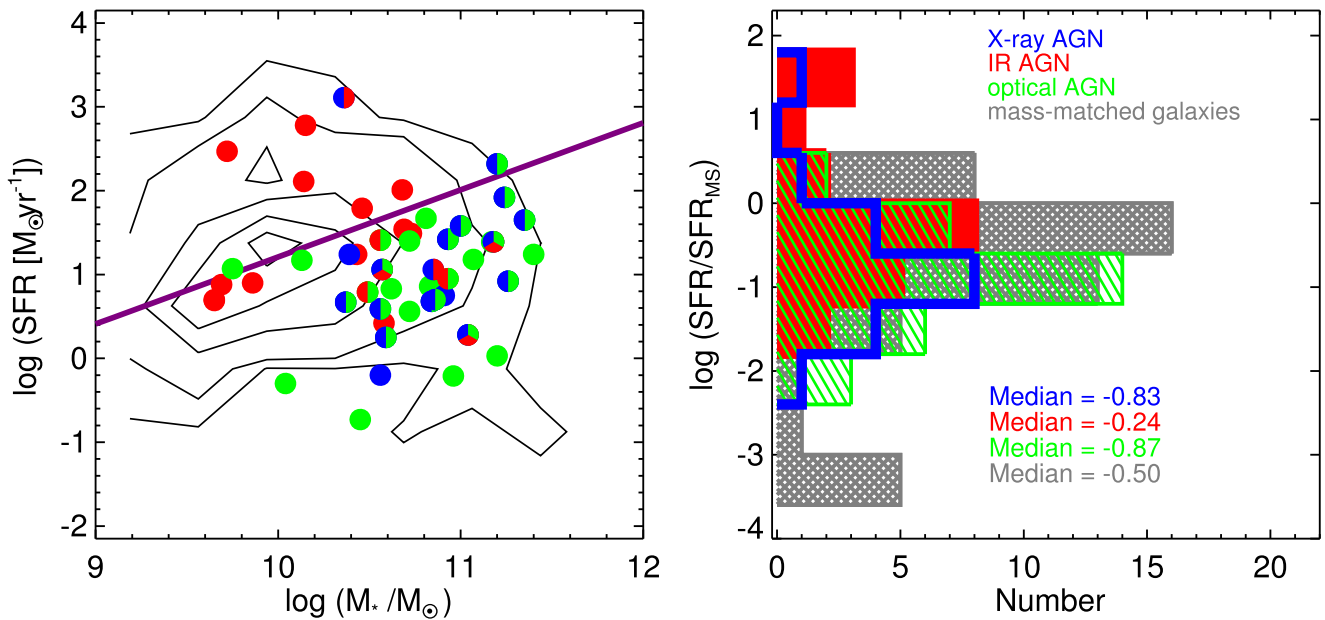 4
3
2
1
0
-1
-2
9
10
11
12
log (SFR [M⊙yr⁻¹])
log (M* /M⊙)
2
1
0
-1
-2
-3
-4
0
5
10
15
20
log (SFR/SFR_MS)
Number
X-ray AGN
IR AGN
optical AGN
mass-matched galaxies
Median = -0.83
Median = -0.24
Median = -0.87
Median = -0.50